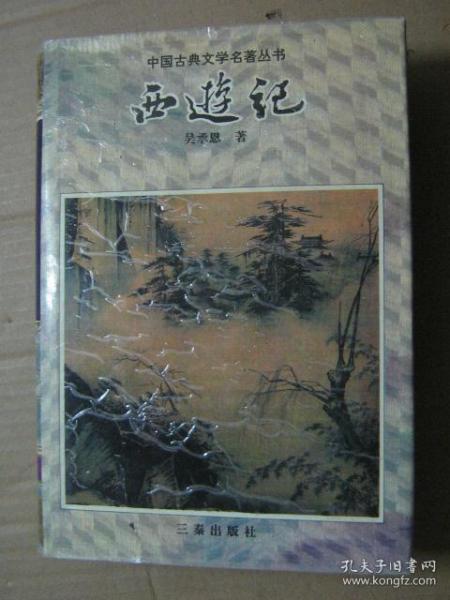 中国古典文学名著丛书
西遊記
吴承恩 著
三秦出版社
孔夫子旧书网
www.kongfz.com